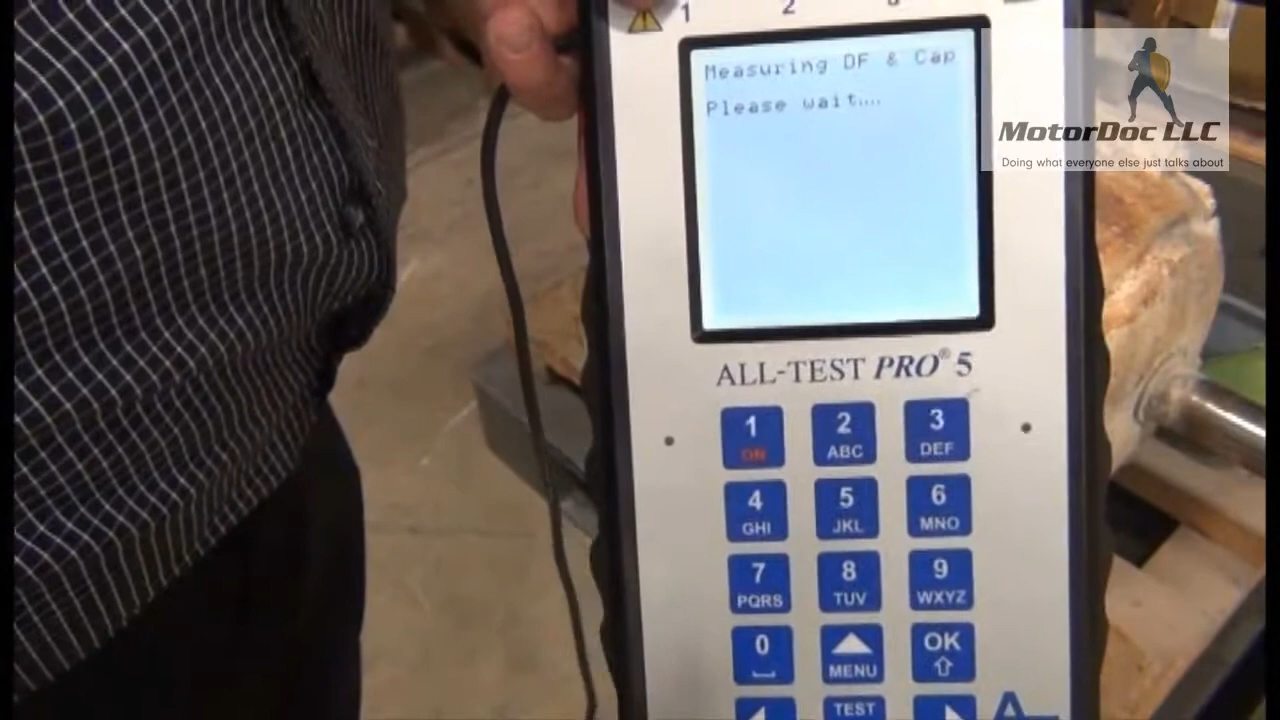 1 2
Measuring DF & Cap
Please wait....
MotorDoc LLC
Doing what everyone else just talks about
ALL-TEST PRO® 5
1 2 3
ON ABC DEF
4 5 6
GHI JKL MNO
7 8 9
PQRS TUV WXYZ
0 OK
MENU
TEST